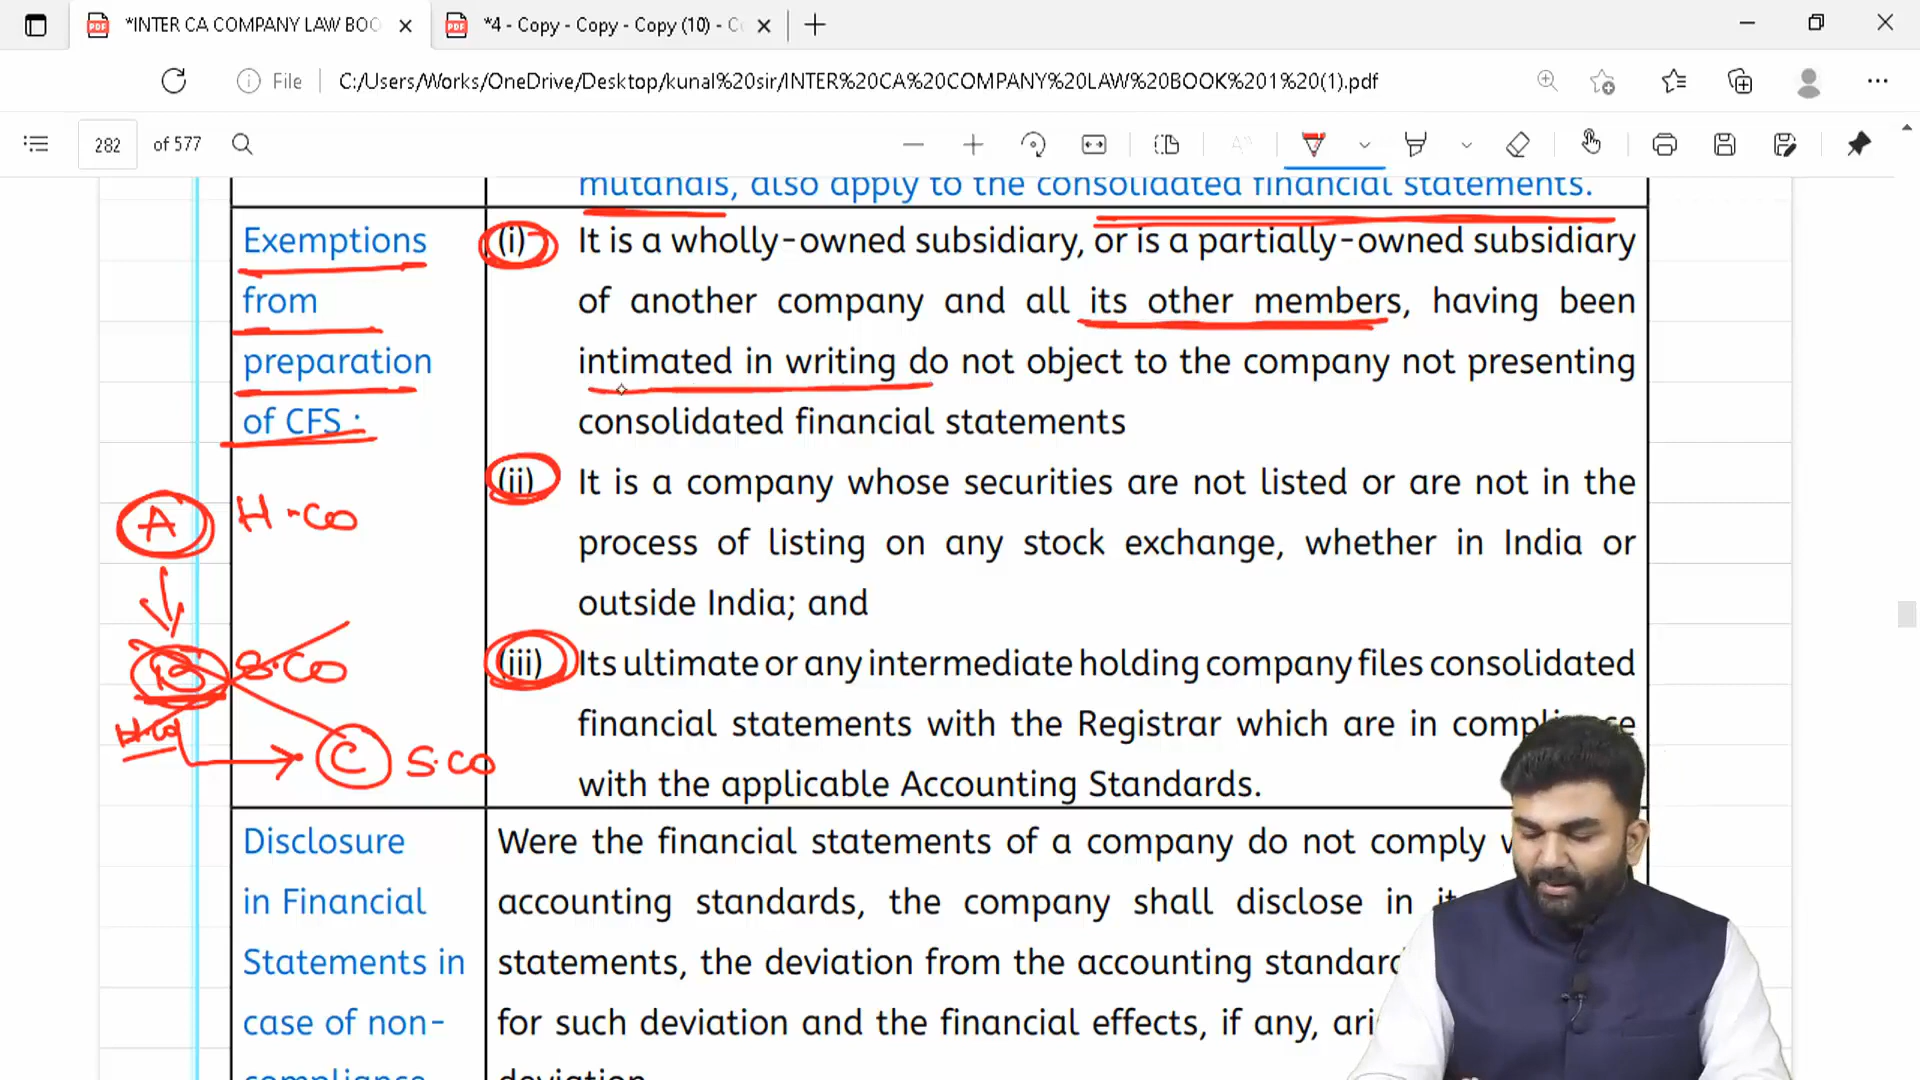 *INTER CA COMPANY LAW BOO
*4 - Copy - Copy - Copy (10) - C
File
C:/Users/Works/OneDrive/Desktop/kunal%20sir/INTER%20CA%20COMPANY%20LAW%20BOOK%201%20(1).pdf
282 of 577
mutandis, also apply to the consolidated financial statements.
Exemptions
from
preparation
of CFS :
(i) It is a wholly-owned subsidiary, or is a partially-owned subsidiary
of another company and all its other members, having been
intimated in writing do not object to the company not presenting
consolidated financial statements
(ii) It is a company whose securities are not listed or are not in the
process of listing on any stock exchange, whether in India or
outside India; and
(iii) Its ultimate or any intermediate holding company files consolidated
financial statements with the Registrar which are in compliance
with the applicable Accounting Standards.
A H.CO
B S.CO
H.CO
C S.CO
Disclosure
in Financial
Statements in
case of non-
compliance
Were the financial statements of a company do not comply
accounting standards, the company shall disclose in
statements, the deviation from the accounting
for such deviation and the financial effects, if any,
deviation